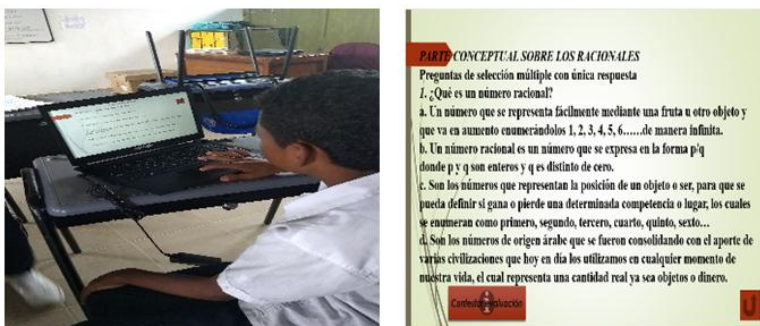 PARTE CONCEPTUAL SOBRE LOS RACIONALES
Preguntas de selección múltiple con única respuesta
1. ¿Qué es un número racional?
a. Un número que se representa fácilmente mediante una fruta u otro objeto y
que va en aumento enumerándolos 1, 2, 3, 4, 5, 6……de manera infinita.
b. Un número racional es un número que se expresa en la forma p/q
donde p y q son enteros y q es distinto de cero.
c. Son los números que representan la posición de un objeto o ser, para que se
pueda definir si gana o pierde una determinada competencia o lugar, los cuales
se enumeran como primero, segundo, tercero, cuarto, quinto, sexto…
d. Son los números de origen árabe que se fueron consolidando con el aporte de
varias civilizaciones que hoy en día los utilizamos en cualquier momento de
nuestra vida, el cual representa una cantidad real ya sea objetos o dinero.